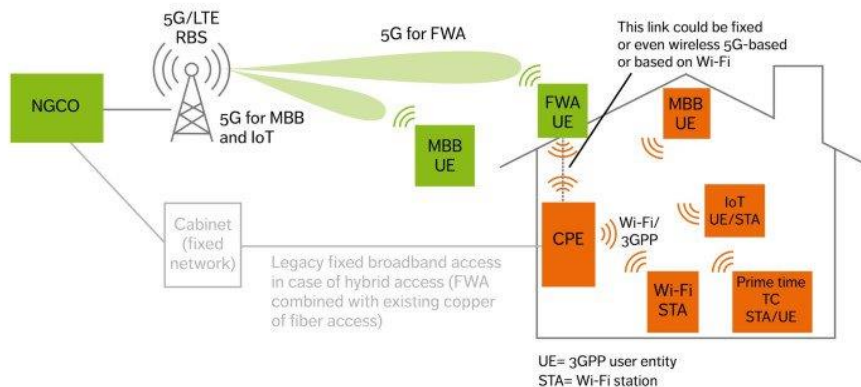 5G/LTE
RBS
NGCO
5G for FWA
5G for MBB
and IoT
MBB
UE
This link could be fixed
or even wireless 5G-based
or based on Wi-Fi
FWA
UE
MBB
UE
IoT
UE/STA
CPE
Wi-Fi/
3GPP
Wi-Fi
STA
Prime time
TC
STA/UE
Cabinet
(fixed
network)
Legacy fixed broadband access
in case of hybrid access (FWA
combined with existing copper
of fiber access)
UE= 3GPP user entity
STA= Wi-Fi station